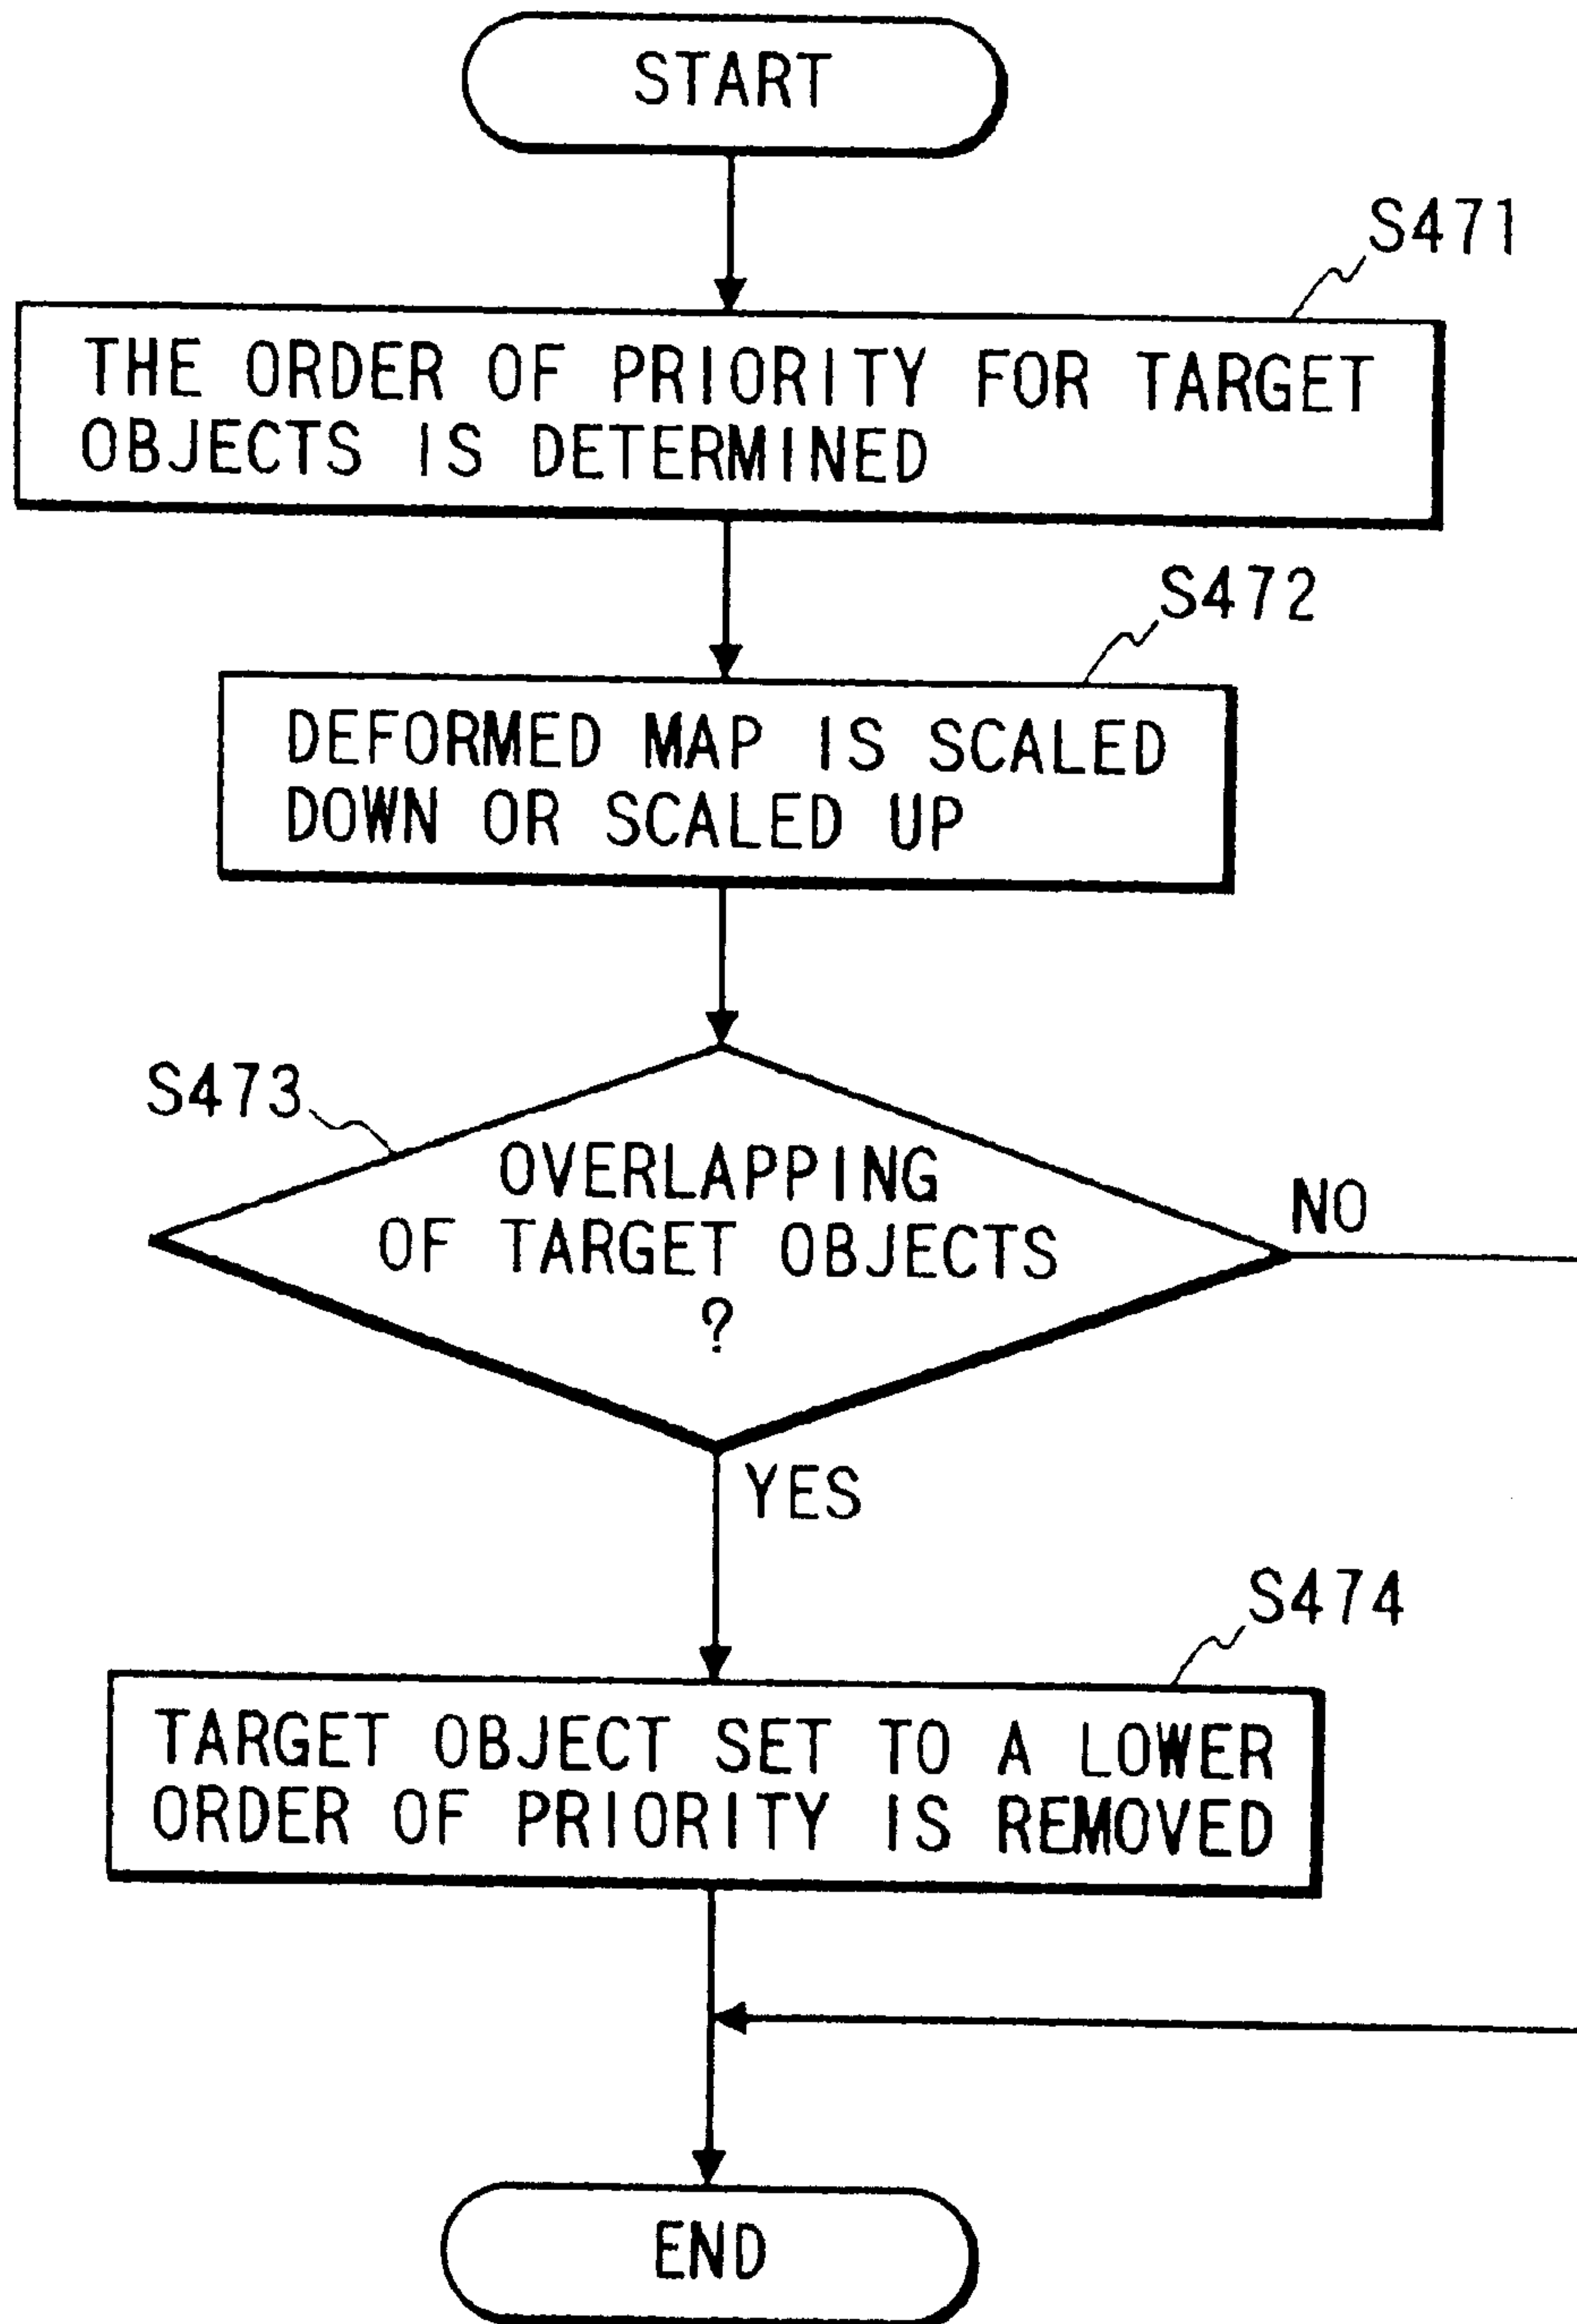 START
S471
THE ORDER OF PRIORITY FOR TARGET
OBJECTS IS DETERMINED
S472
DEFORMED MAP IS SCALED
DOWN OR SCALED UP
S473
OVERLAPPING
OF TARGET OBJECTS
?
NO
YES
S474
TARGET OBJECT SET TO A LOWER
ORDER OF PRIORITY IS REMOVED
END